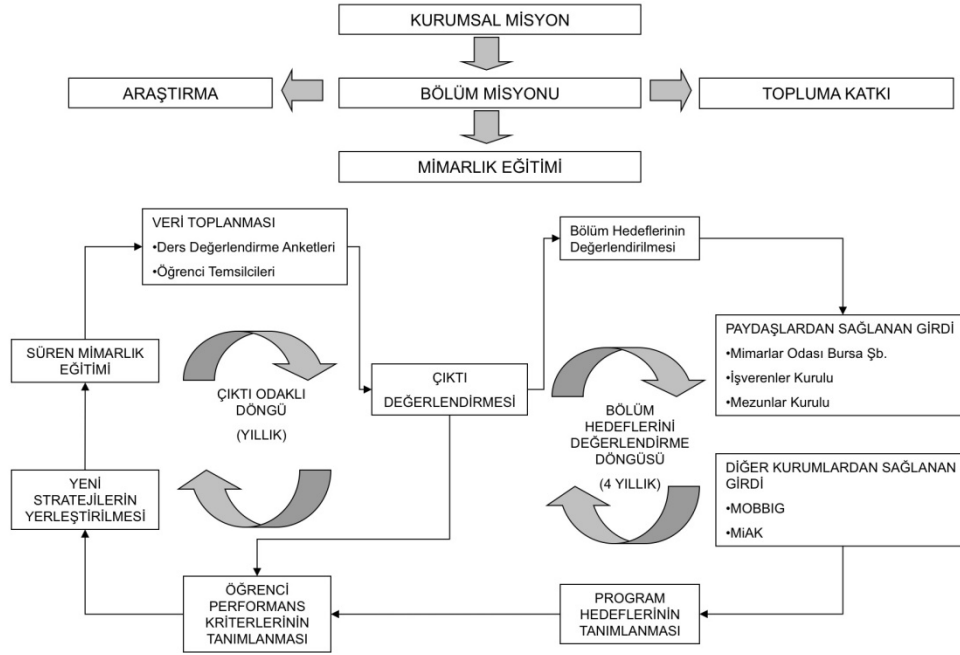 KURUMSAL MİSYON
ARAŞTIRMA
BÖLÜM MİSYONU
TOPLUMA KATKI
MİMARLIK EĞİTİMİ
VERİ TOPLANMASI
•Ders Değerlendirme Anketleri
•Öğrenci Temsilcileri
Bölüm Hedeflerinin
Değerlendirilmesi
SÜREN MİMARLIK
EĞİTİMİ
ÇIKTI ODAKLI
DÖNGÜ
(YILLIK)
ÇIKTI
DEĞERLENDİRMESİ
BÖLÜM
HEDEFLERİNİ
DEĞERLENDİRME
DÖNGÜSÜ
(4 YILLIK)
PAYDAŞLARDAN SAĞLANAN GİRDİ
•Mimarlar Odası Bursa Şb.
•İşverenler Kurulu
•Mezunlar Kurulu
YENİ
STRATEJİLERİN
YERLEŞTİRİLMESİ
DİĞER KURUMLARDAN SAĞLANAN
GİRDİ
•MOBBIG
•MiAK
ÖĞRENCİ
PERFORMANS
KRİTERLERİNİN
TANIMLANMASI
PROGRAM
HEDEFLERİNİN
TANIMLANMASI